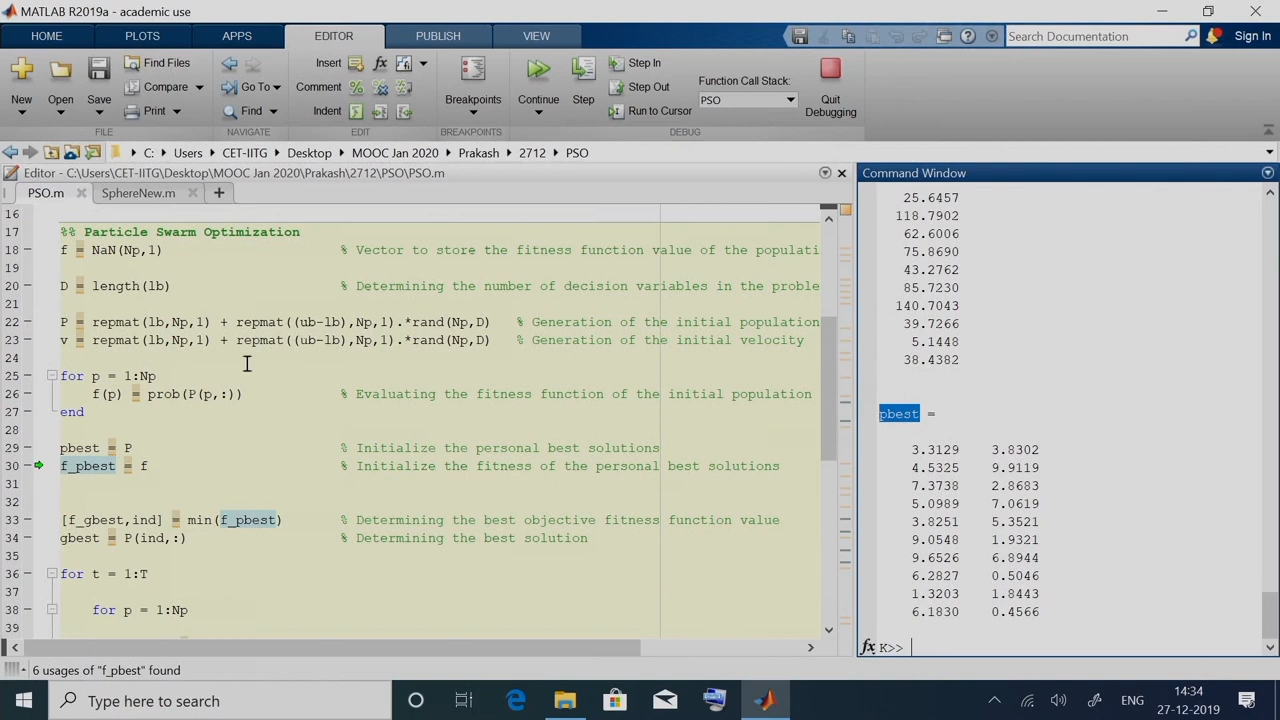 MATLAB R2019a - academic use
HOME PLOTS APPS EDITOR PUBLISH VIEW
Search Documentation
Sign In
New
Open
Save
Find Files
Compare
Print
FILE
Go To
Find
NAVIGATE
Insert
Comment
Indent
EDIT
Breakpoints
BREAKPOINTS
Continue
Step
Step In
Step Out
Run to Cursor
Function Call Stack:
PSO
DEBUG
Quit
Debugging
C: Users CET-IITG Desktop MOOC Jan 2020 Prakash 2712 PSO
Editor - C:\Users\CET-IITG\Desktop\MOOC Jan 2020\Prakash\2712\PSO\PSO.m
PSO.m SphereNew.m
16
17 %% Particle Swarm Optimization
18 f = NaN(Np,1) % Vector to store the fitness function value of the populati
19
20 D = length(lb) % Determining the number of decision variables in the proble
21
22 P = repmat(lb,Np,1) + repmat((ub-lb),Np,1).*rand(Np,D) % Generation of the initial population
23 v = repmat(lb,Np,1) + repmat((ub-lb),Np,1).*rand(Np,D) % Generation of the initial velocity
24
25 for p = 1:Np
26 f(p) = prob(P(p,:)) % Evaluating the fitness function of the initial population
27 end
28
29 pbest = P % Initialize the personal best solutions
30 f_pbest = f % Initialize the fitness of the personal best solutions
31
32
33 [f_gbest,ind] = min(f_pbest) % Determining the best objective fitness function value
34 gbest = P(ind,:) % Determining the best solution
35
36 for t = 1:T
37
38 for p = 1:Np
39
6 usages of "f_pbest" found
Command Window
25.6457
118.7902
62.6006
75.8690
43.2762
85.7230
140.7043
39.7266
5.1448
38.4382
pbest =
3.3129 3.8302
4.5325 9.9119
7.3738 2.8683
5.0989 7.0619
3.8251 5.3521
9.0548 1.9321
9.6526 6.8944
6.2827 0.5046
1.3203 1.8443
6.1830 0.4566
fx K>>
Type here to search
ENG
14:34
27-12-2019